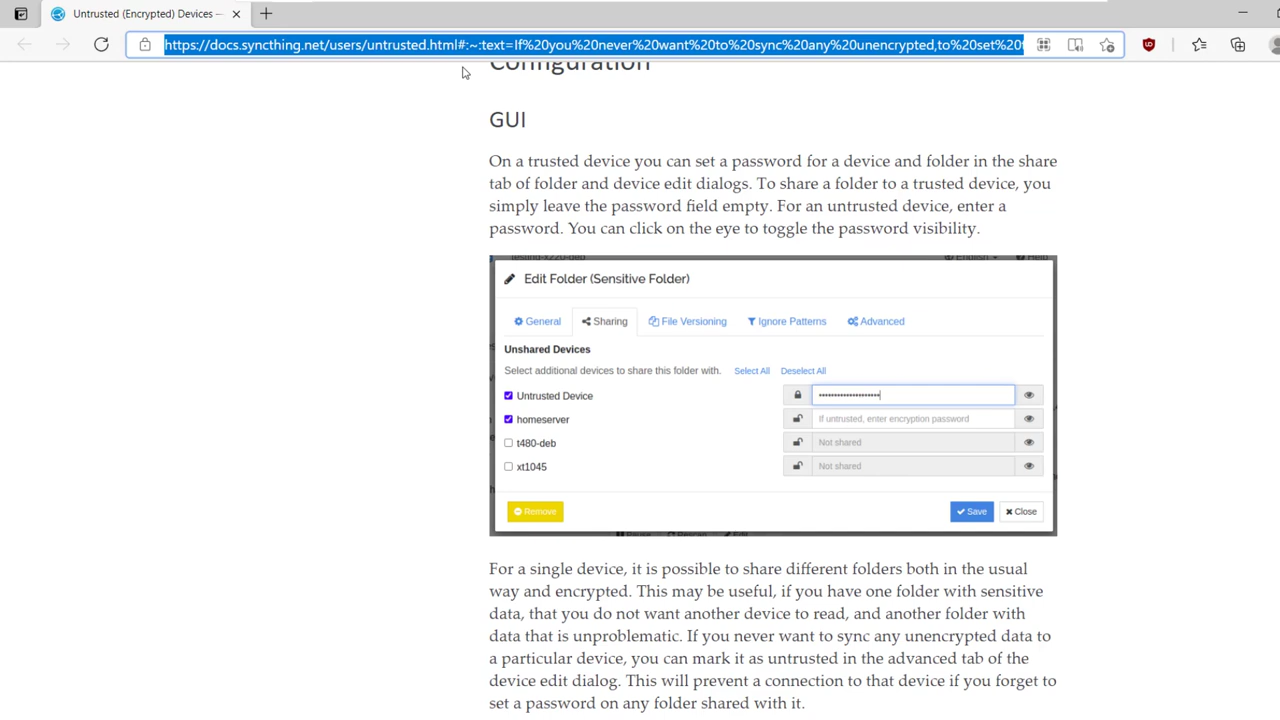 Untrusted (Encrypted) Devices —
https://docs.syncthing.net/users/untrusted.html#:~:text=If%20you%20never%20want%20to%20sync%20any%20unencrypted,to%20set%20
Configuration
GUI
On a trusted device you can set a password for a device and folder in the share
tab of folder and device edit dialogs. To share a folder to a trusted device, you
simply leave the password field empty. For an untrusted device, enter a
password. You can click on the eye to toggle the password visibility.
testing-x220-deb English Help
Edit Folder (Sensitive Folder)
General Sharing File Versioning Ignore Patterns Advanced
Unshared Devices
Select additional devices to share this folder with. Select All Deselect All
Untrusted Device
homeserver If untrusted, enter encryption password
t480-deb Not shared
xt1045 Not shared
Remove Save Close
Pause Rescan Edit
For a single device, it is possible to share different folders both in the usual
way and encrypted. This may be useful, if you have one folder with sensitive
data, that you do not want another device to read, and another folder with
data that is unproblematic. If you never want to sync any unencrypted data to
a particular device, you can mark it as untrusted in the advanced tab of the
device edit dialog. This will prevent a connection to that device if you forget to
set a password on any folder shared with it.